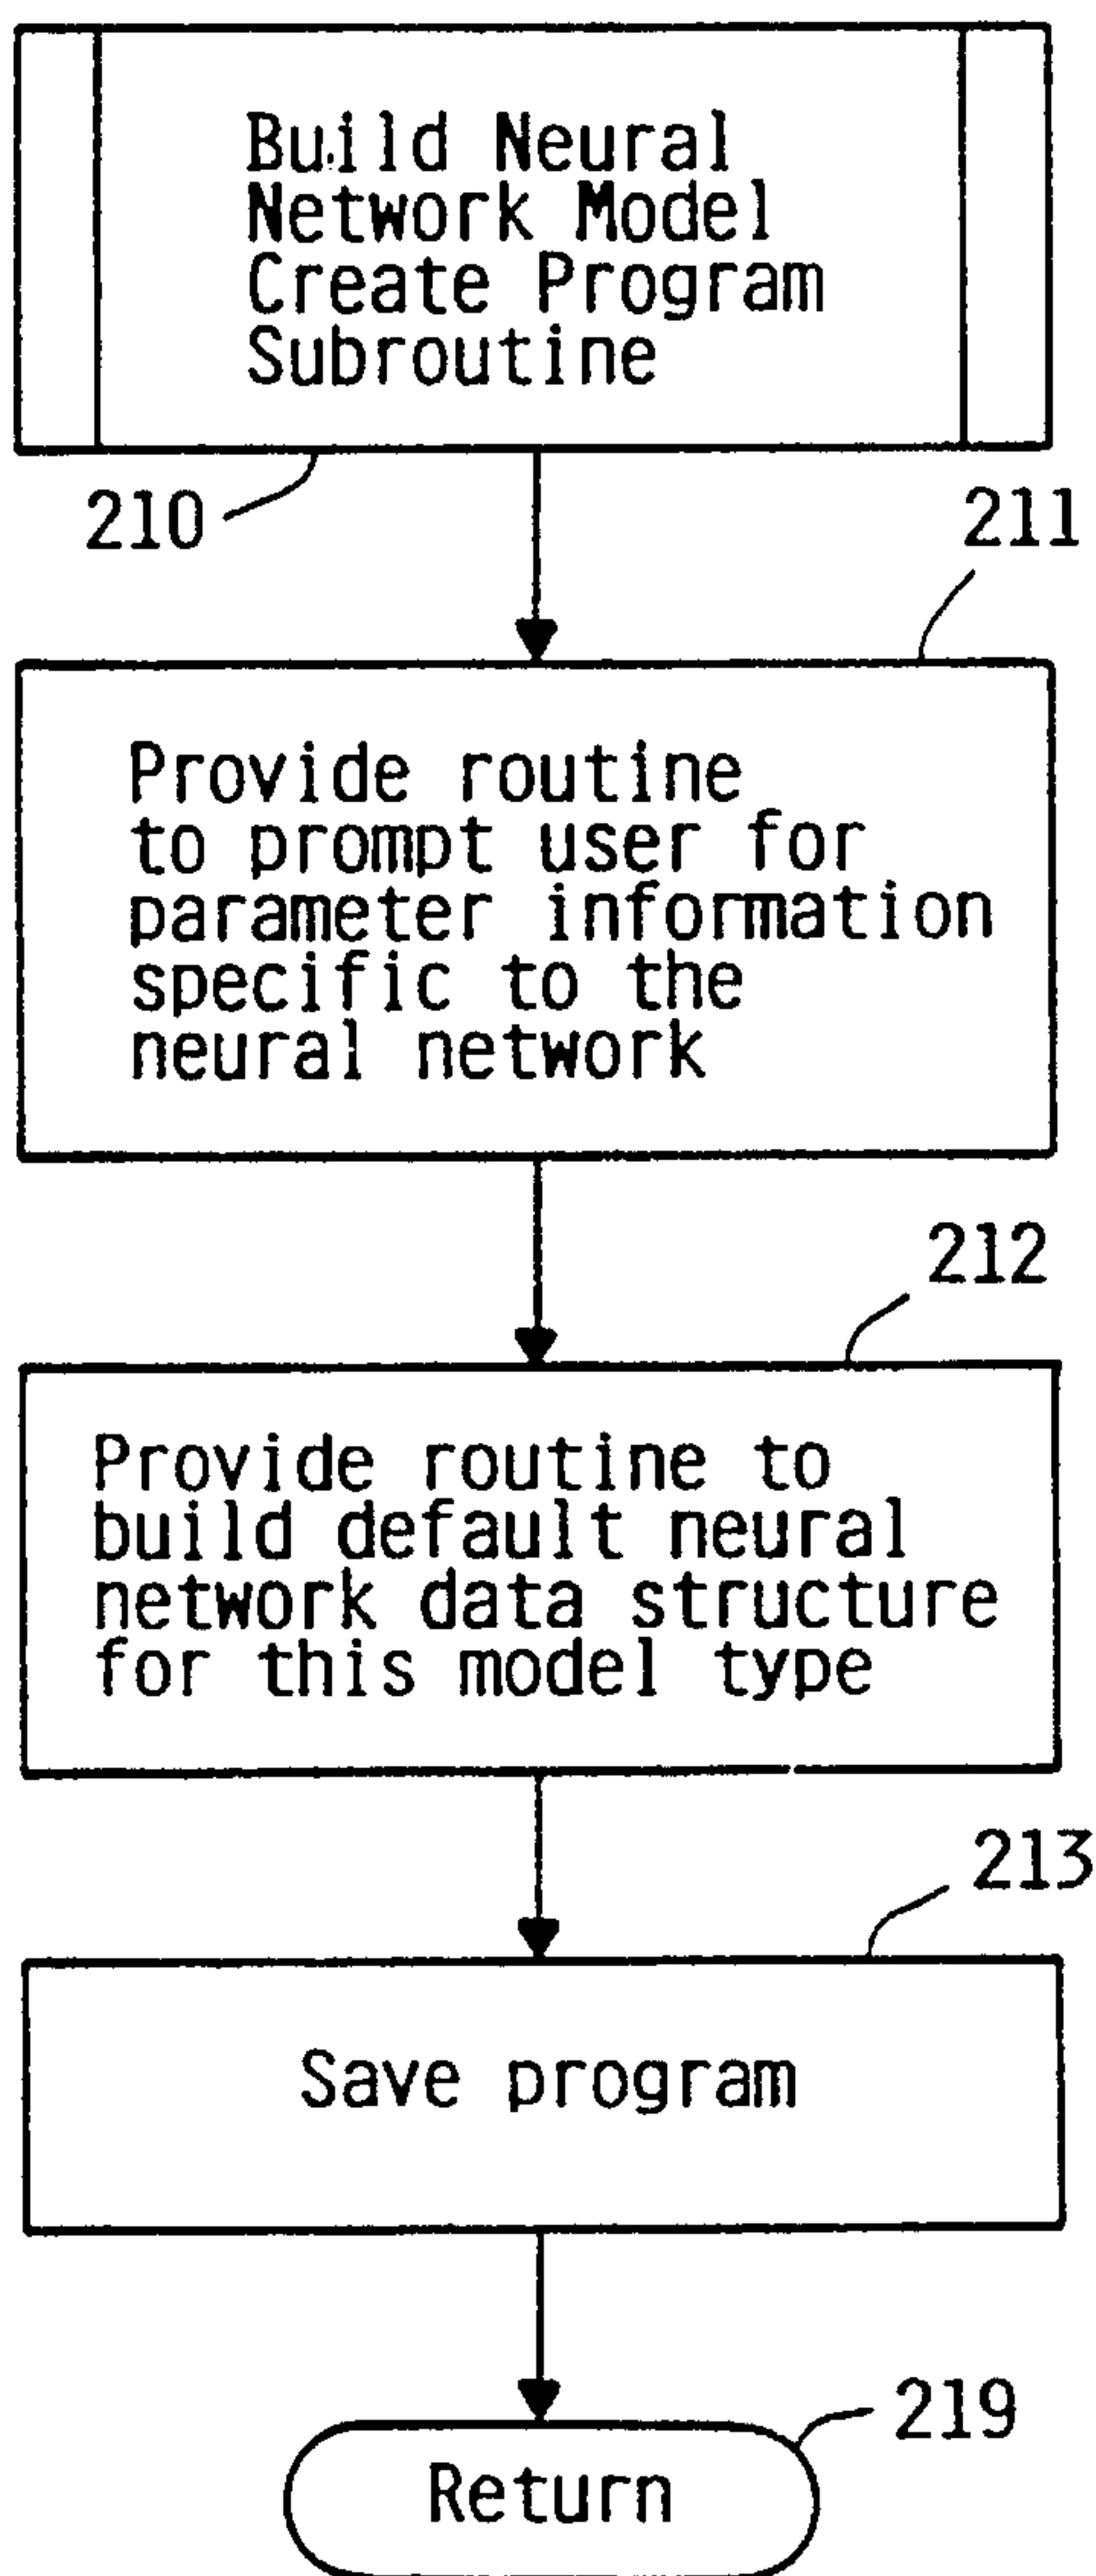 Build Neural
Network Model
Create Program
Subroutine
210
211
Provide routine
to prompt user for
parameter information
specific to the
neural network
212
Provide routine to
build default neural
network data structure
for this model type
213
Save program
219
Return